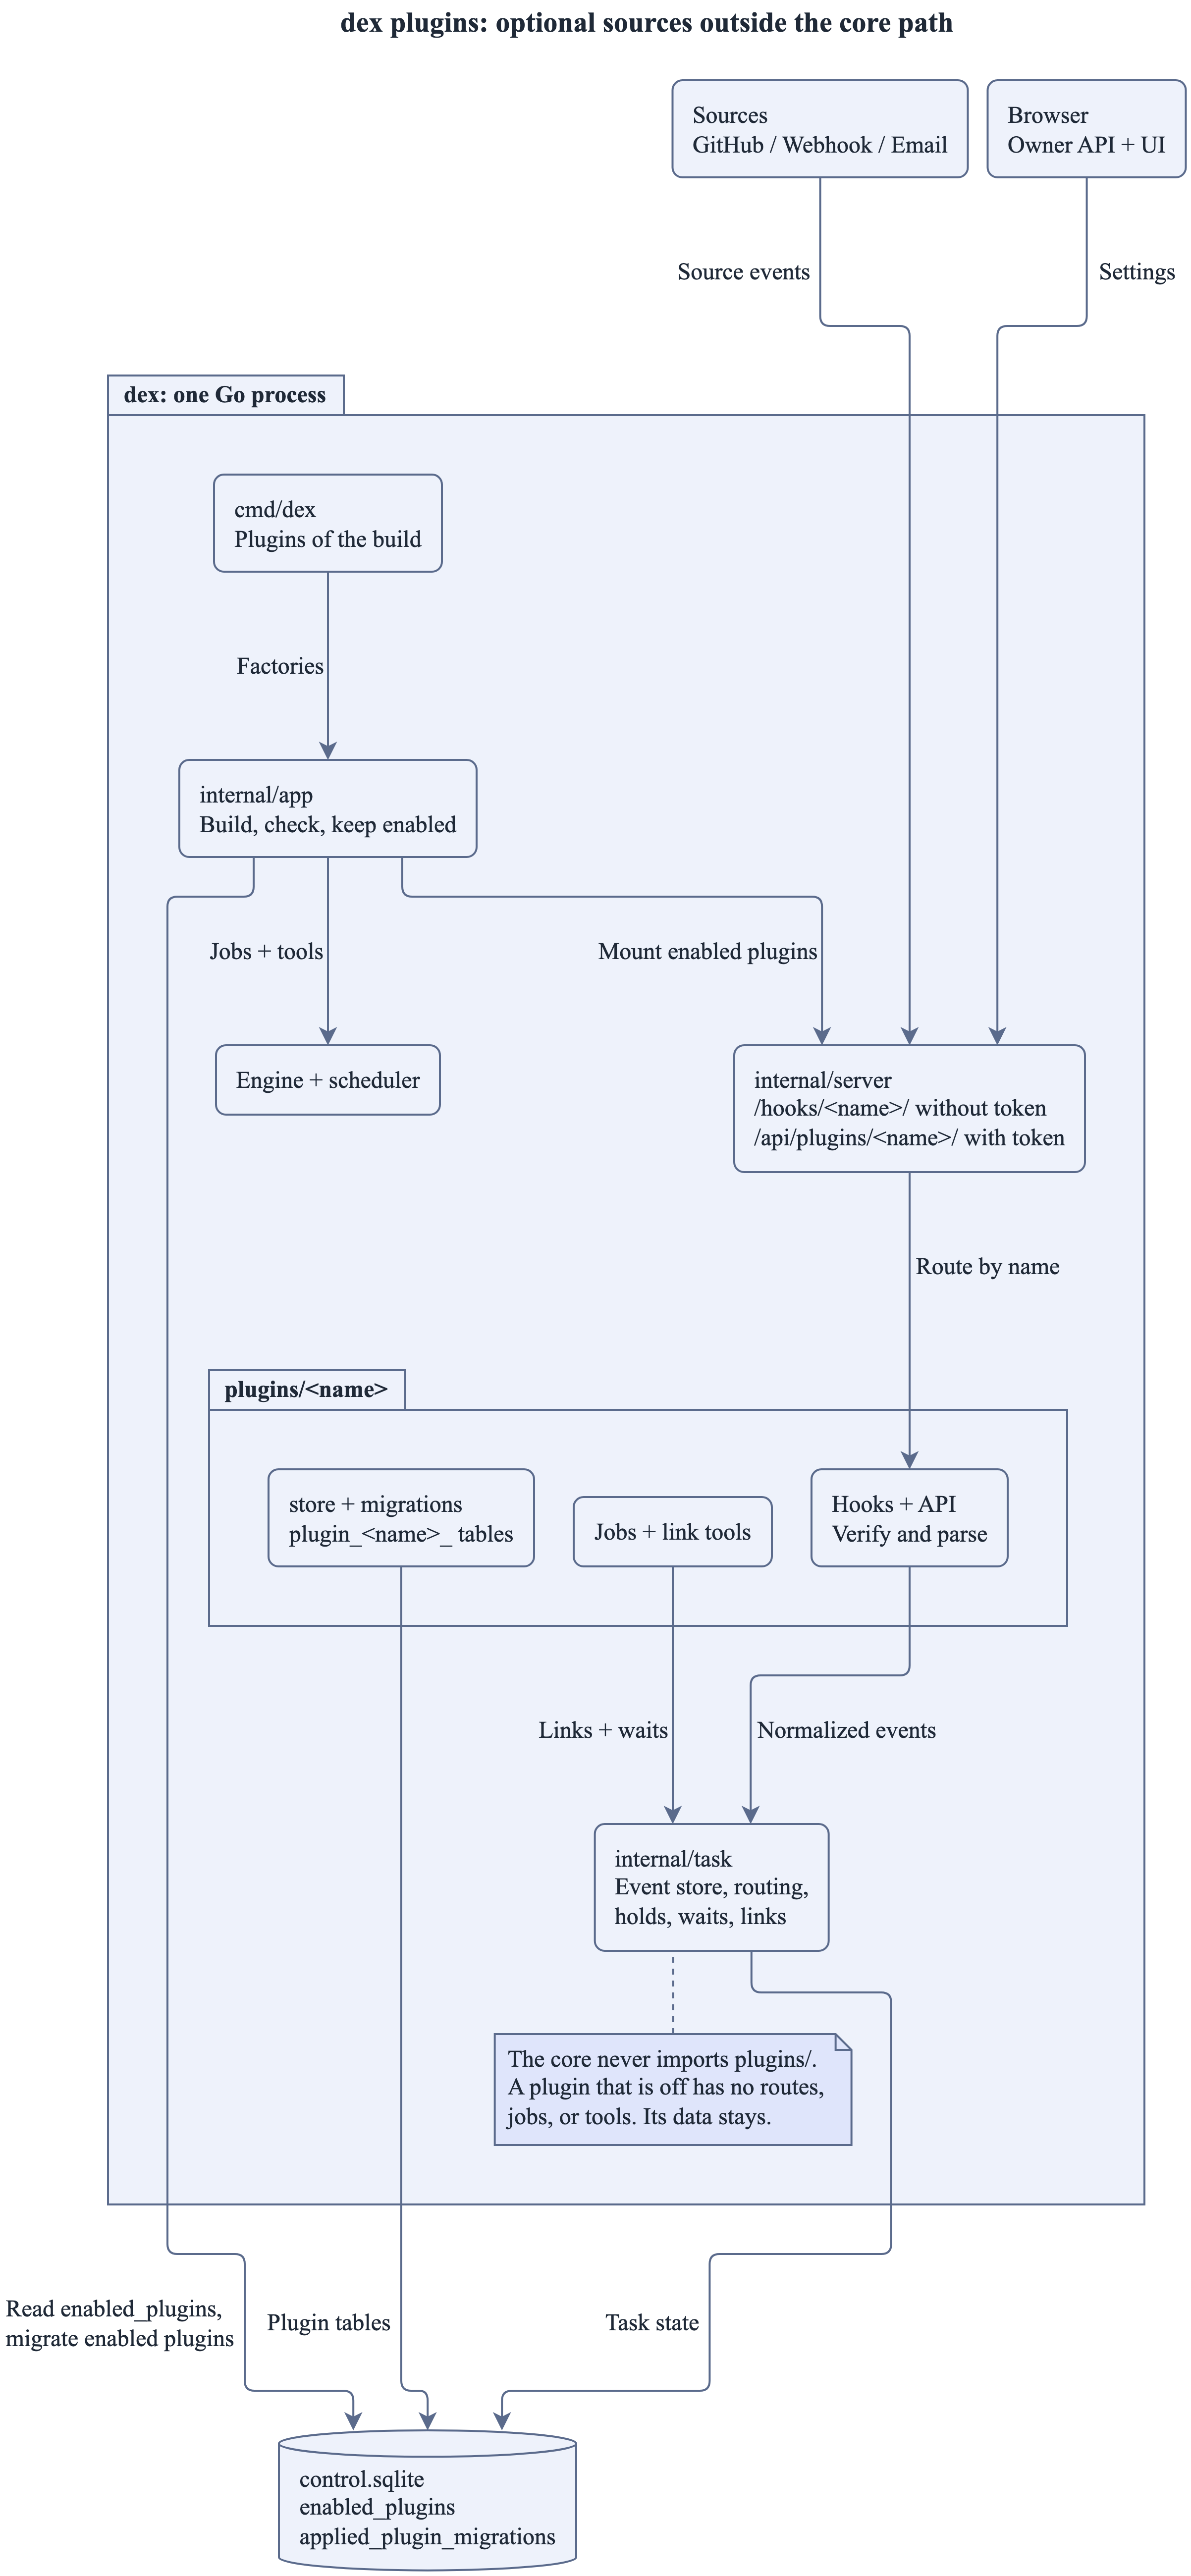 dex plugins: optional sources outside the core path
Sources
GitHub / Webhook / Email
Browser
Owner API + UI
Source events
Settings
dex: one Go process
cmd/dex
Plugins of the build
Factories
internal/app
Build, check, keep enabled
Jobs + tools
Mount enabled plugins
Engine + scheduler
internal/server
/hooks/<name>/ without token
/api/plugins/<name>/ with token
Route by name
plugins/<name>
store + migrations
plugin_<name>_ tables
Jobs + link tools
Hooks + API
Verify and parse
Links + waits
Normalized events
internal/task
Event store, routing,
holds, waits, links
The core never imports plugins/.
A plugin that is off has no routes,
jobs, or tools. Its data stays.
Read enabled_plugins,
migrate enabled plugins
Plugin tables
Task state
control.sqlite
enabled_plugins
applied_plugin_migrations